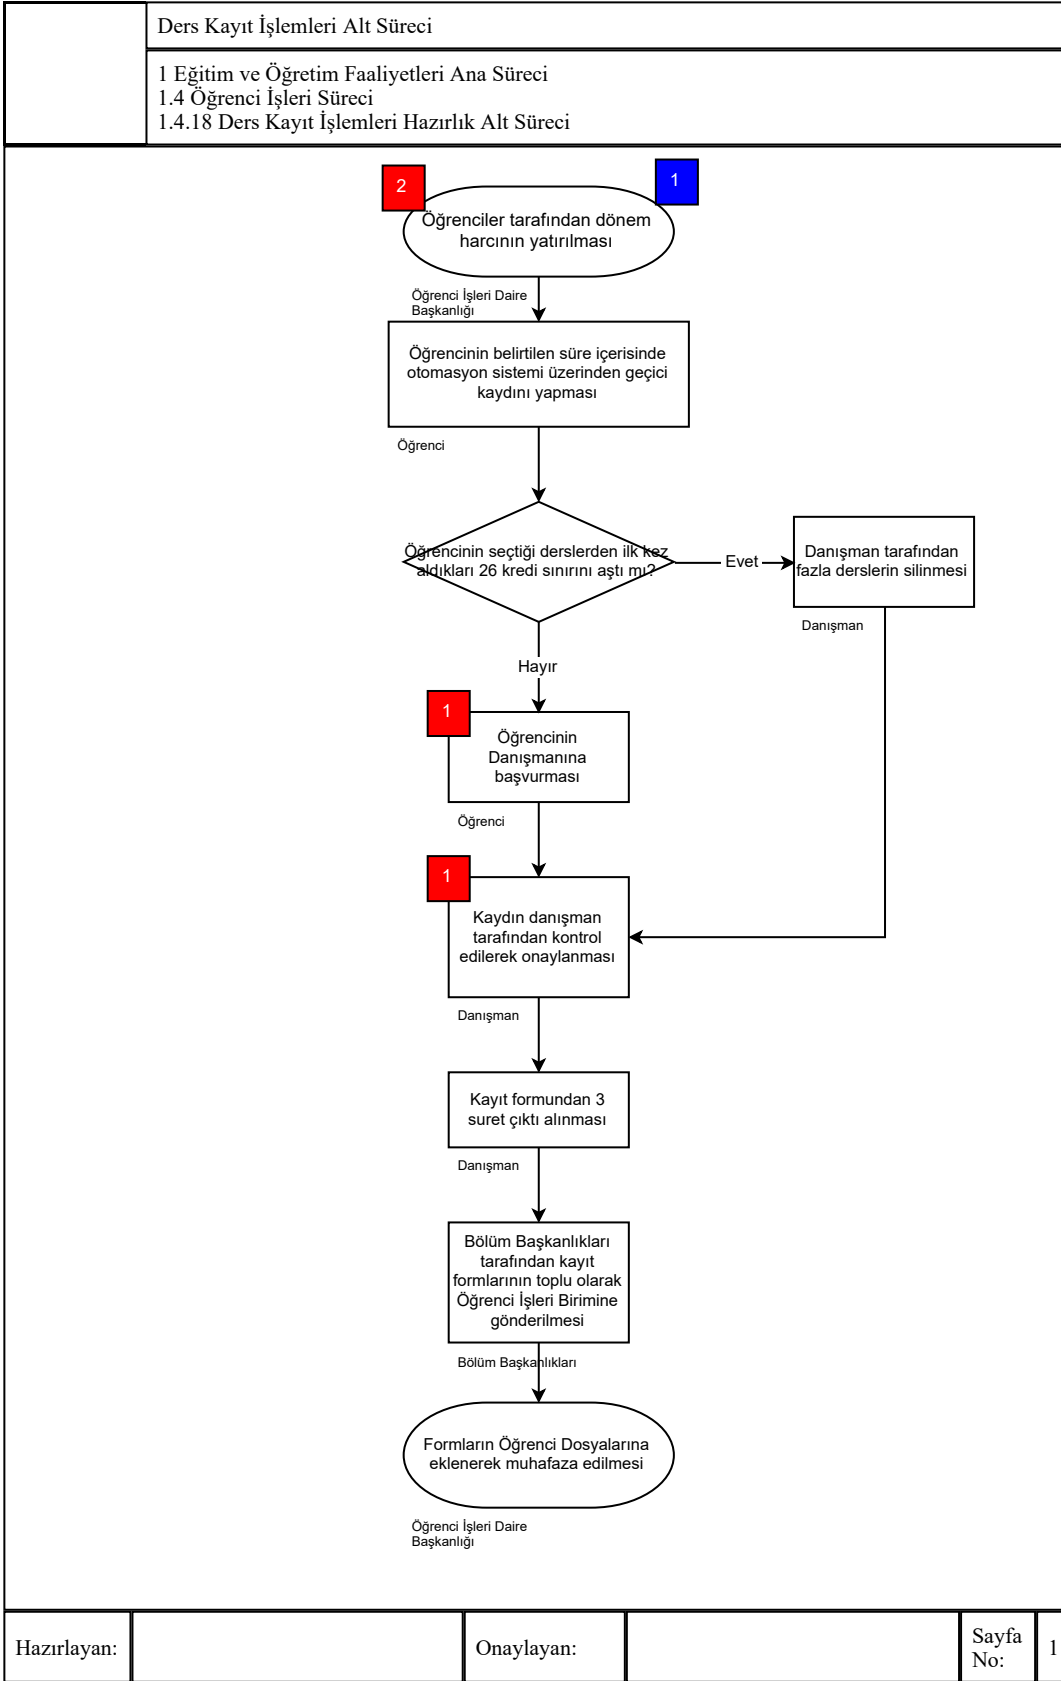 Ders Kayıt İşlemleri Alt Süreci
1 Eğitim ve Öğretim Faaliyetleri Ana Süreci
1.4 Öğrenci İşleri Süreci
1.4.18 Ders Kayıt İşlemleri Hazırlık Alt Süreci
2
1
Öğrenciler tarafından dönem
harcının yatırılması
Öğrenci İşleri Daire
Başkanlığı
Öğrencinin belirtilen süre içerisinde
otomasyon sistemi üzerinden geçici
kaydını yapması
Öğrenci
Öğrencinin seçtiği derslerden ilk kez
aldıkları 26 kredi sınırını aştı mı?
Evet
Danışman tarafından
fazla derslerin silinmesi
Danışman
Hayır
1
Öğrencinin
Danışmanına
başvurması
Öğrenci
1
Kaydın danışman
tarafından kontrol
edilerek onaylanması
Danışman
Kayıt formundan 3
suret çıktı alınması
Danışman
Bölüm Başkanlıkları
tarafından kayıt
formlarının toplu olarak
Öğrenci İşleri Birimine
gönderilmesi
Bölüm Başkanlıkları
Formların Öğrenci Dosyalarına
eklenerek muhafaza edilmesi
Öğrenci İşleri Daire
Başkanlığı
Hazırlayan:
Onaylayan:
Sayfa
No:
1